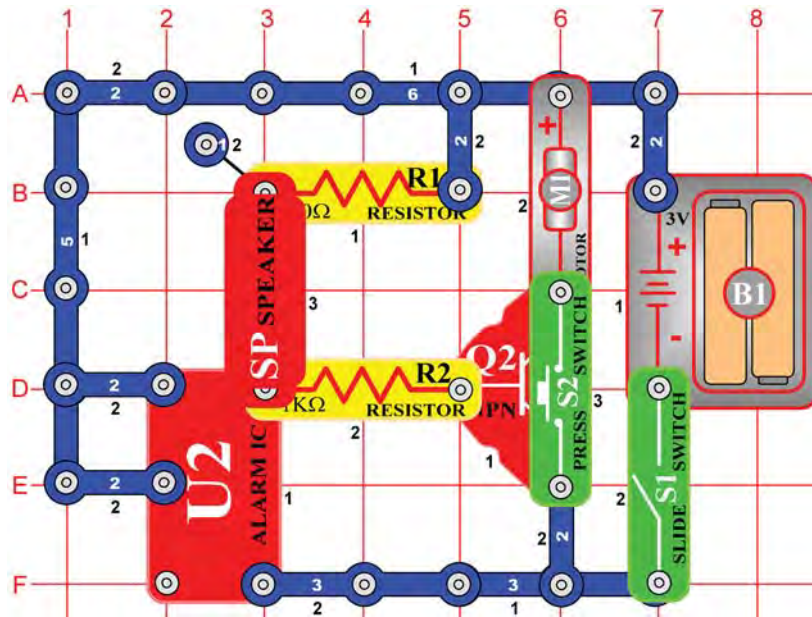 1 2 3 4 5 6 7 8
A
B
C
D
E
F
2
2
1
6
2
2
2
2
1 2
+
M1
2
OTOR
R1
0Ω
RESISTOR
1
5
1
SP SPEAKER
3
3V
+
-
B1
1
Q2
NPN
1
S2
PRESS SWITCH
3
R2
1KΩ
RESISTOR
2
2
2
2
2
U2
ALARM IC
1
S1
SLIDE SWITCH
2
2
2
3
2
3
1